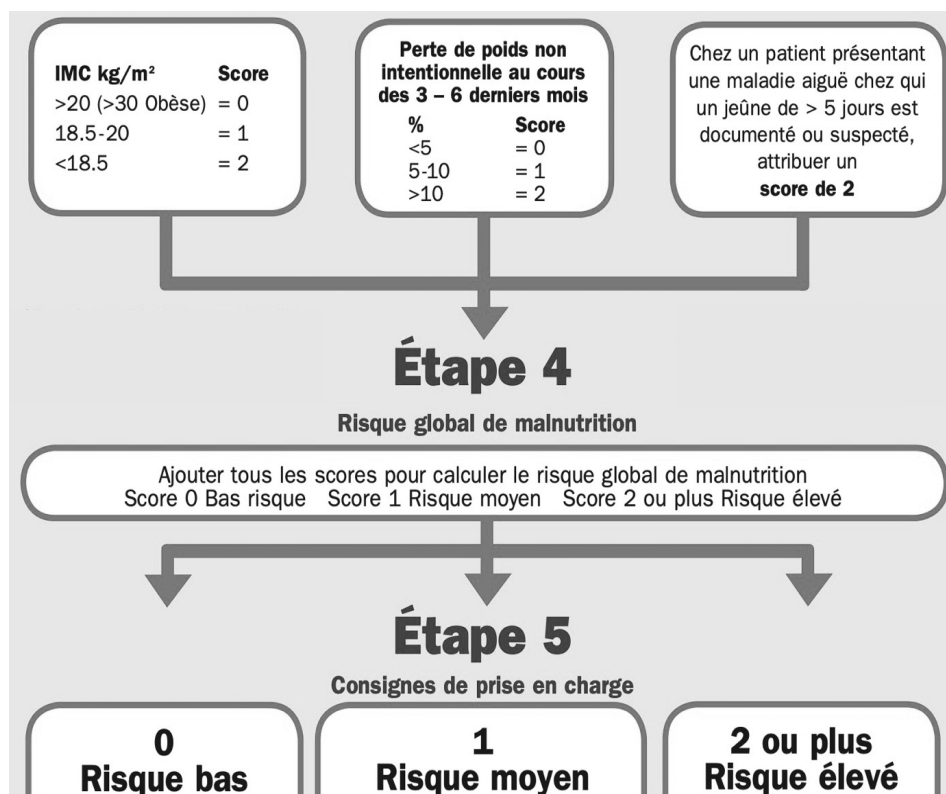 IMC kg/m² Score
>20 (>30 Obèse) = 0
18.5-20 = 1
<18.5 = 2
Perte de poids non
intentionnelle au cours
des 3 – 6 derniers mois
% Score
<5 = 0
5-10 = 1
>10 = 2
Chez un patient présentant
une maladie aiguë chez qui
un jeûne de > 5 jours est
documenté ou suspecté,
attribuer un
score de 2
Étape 4
Risque global de malnutrition
Ajouter tous les scores pour calculer le risque global de malnutrition
Score 0 Bas risque Score 1 Risque moyen Score 2 ou plus Risque élevé
Étape 5
Consignes de prise en charge
0
Risque bas
1
Risque moyen
2 ou plus
Risque élevé